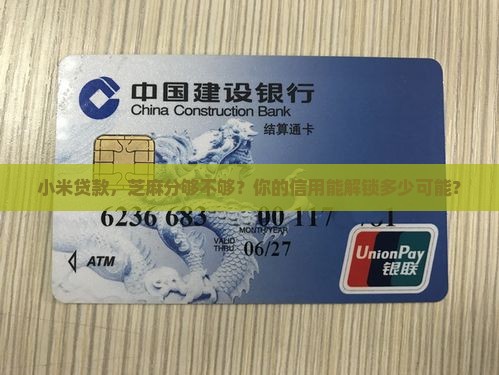 中国建设银行
China Construction Bank
结算通卡
小米贷款，芝麻分够不够？你的信用能解锁多少可能？
6236 683 00 117
MONTH/YEAR
VALID THRU 06/27
ATM
UnionPay
银联